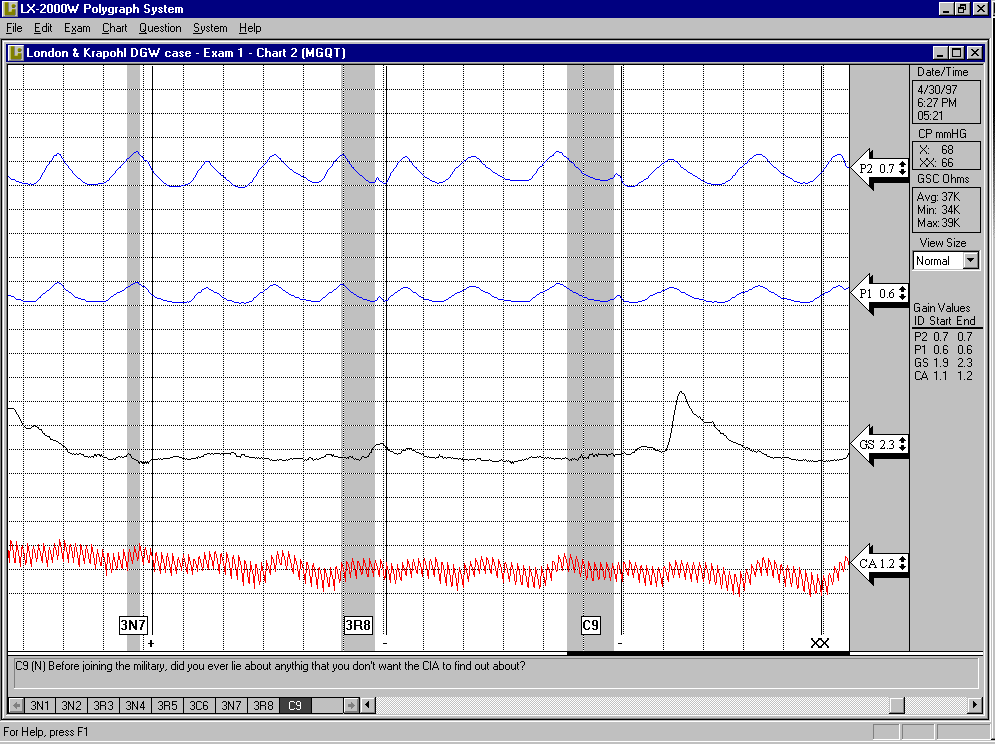 LX-2000W Polygraph System
File Edit Exam Chart Question System Help
London & Krapohl DGW case - Exam 1 - Chart 2 (MGQT)
Date/Time
4/30/97
6:27 PM
05:21
CP mmHG
X: 68
XX: 66
GSC Ohms
Avg: 37K
Min: 34K
Max: 39K
View Size
Normal
Gain Values
ID Start End
P2 0.7 0.7
P1 0.6 0.6
GS 1.9 2.3
CA 1.1 1.2
P2 0.7
P1 0.6
GS 2.3
CA 1.2
3N7 3R8 C9
+ - - XX
C9 (N) Before joining the military, did you ever lie about anythig that you don't want the CIA to find out about?
3N1 3N2 3R3 3N4 3R5 3C6 3N7 3R8 C9
For Help, press F1